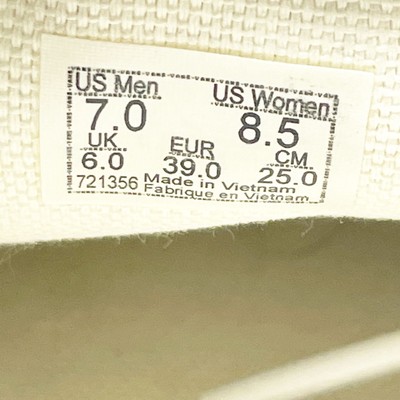 US Men US Women
7.0 8.5
UK EUR CM
6.0 39.0 25.0
721356 Made in Vietnam
Fabrique en Vietnam